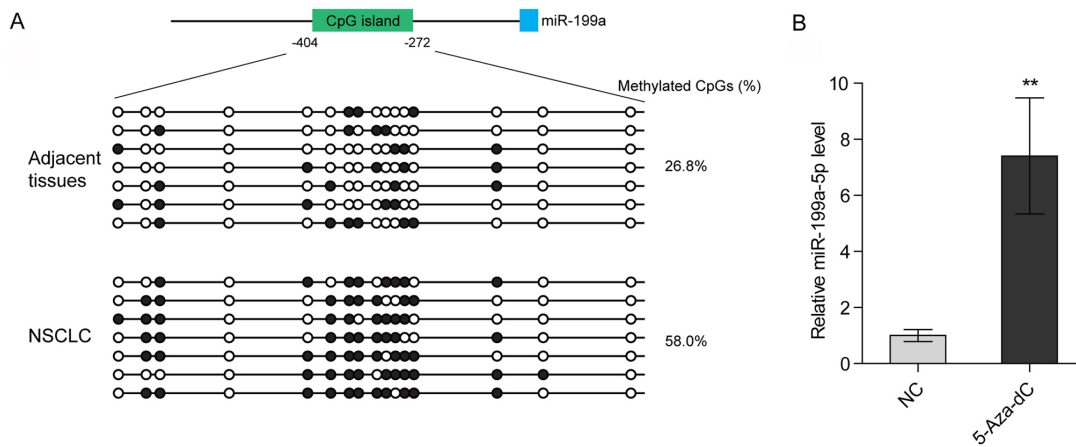 A
CpG island
miR-199a
-404
-272
Methylated CpGs (%)
Adjacent
tissues
26.8%
NSCLC
58.0%
B
Relative miR-199a-5p level
10
8
6
4
2
0
**
NC
5-Aza-dC